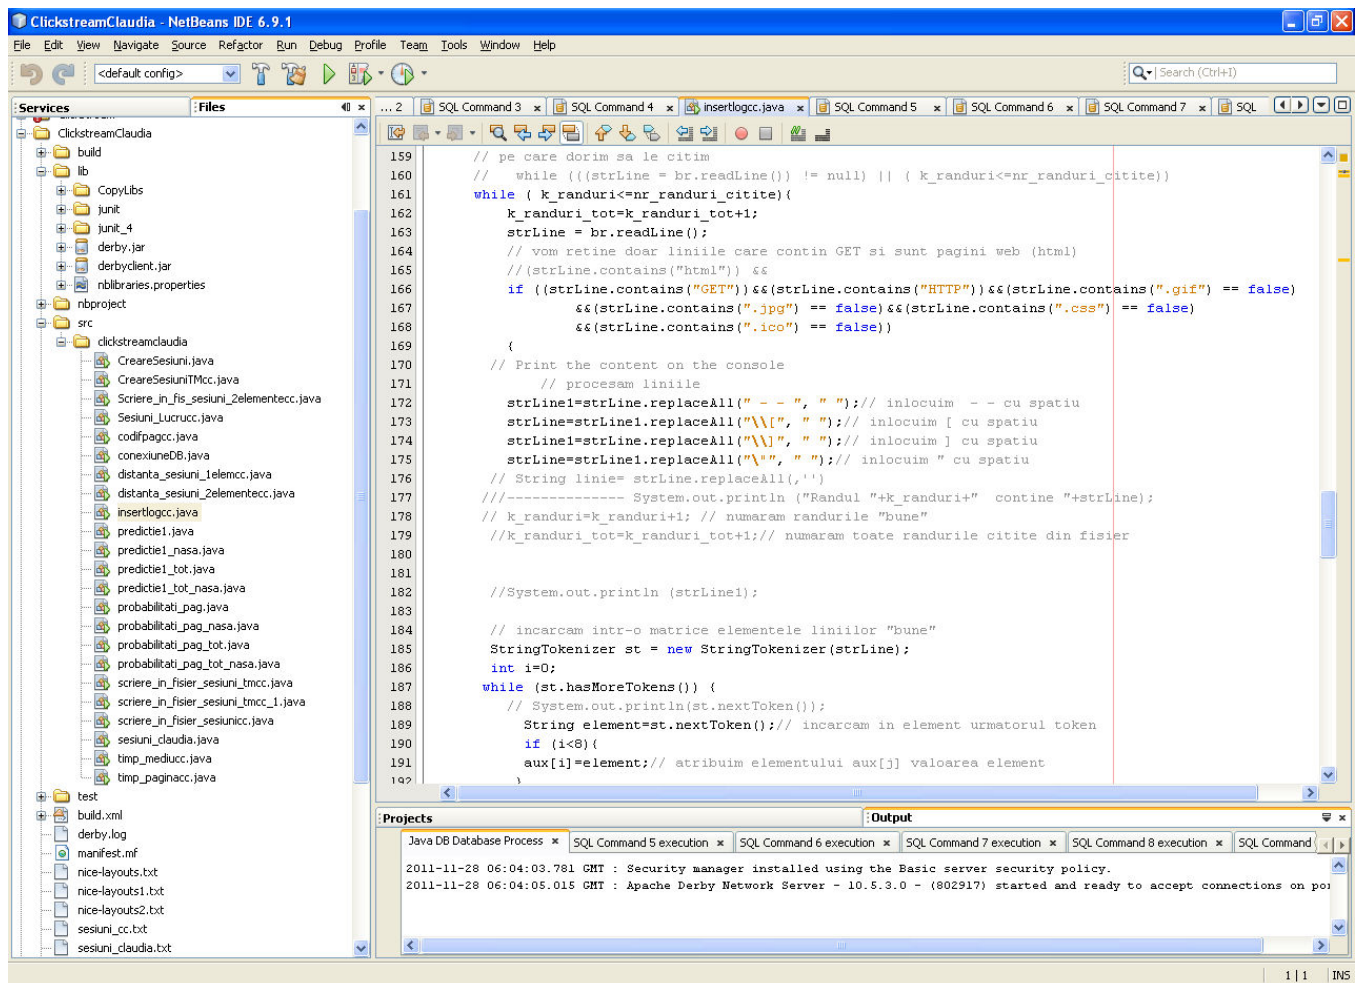 ClickstreamClaudia - NetBeans IDE 6.9.1
File Edit View Navigate Source Refactor Run Debug Profile Team Tools Window Help
<default config>
Search (Ctrl+I)
Services
Files
ClickstreamClaudia
build
lib
CopyLibs
junit
junit_4
derby.jar
derbyclient.jar
nblibraries.properties
nbproject
src
clickstreamclaudia
CreareSesiuni.java
CreareSesiuniTMcc.java
Scriere_in_fis_sesiuni_2elementecc.java
Sesiuni_Lucrucc.java
codifpagcc.java
conexiuneDB.java
distanta_sesiuni_1elemcc.java
distanta_sesiuni_2elementecc.java
insertlogcc.java
predictie1.java
predictie1_nasa.java
predictie1_tot.java
predictie1_tot_nasa.java
probabilitati_pag.java
probabilitati_pag_nasa.java
probabilitati_pag_tot.java
probabilitati_pag_tot_nasa.java
scriere_in_fisier_sesiuni_tmcc.java
scriere_in_fisier_sesiuni_tmcc_1.java
scriere_in_fisier_sesiunicc.java
sesiuni_claudia.java
timp_mediucc.java
timp_paginacc.java
test
build.xml
derby.log
manifest.mf
nice-layouts.txt
nice-layouts1.txt
nice-layouts2.txt
sesiuni_cc.txt
sesiuni_claudia.txt
...2 SQL Command 3 SQL Command 4 insertlogcc.java SQL Command 5 SQL Command 6 SQL Command 7 SQL
159 // pe care dorim sa le citim
160 // while (((strLine = br.readLine()) != null) || ( k_randuri<=nr_randuri_citite))
161 while ( k_randuri<=nr_randuri_citite){
162 k_randuri_tot=k_randuri_tot+1;
163 strLine = br.readLine();
164 // vom retine doar liniile care contin GET si sunt pagini web (html)
165 //(strLine.contains("html")) &&
166 if ((strLine.contains("GET"))&&(strLine.contains("HTTP"))&&(strLine.contains(".gif") == false)
167 &&(strLine.contains(".jpg") == false)&&(strLine.contains(".css") == false)
168 &&(strLine.contains(".ico") == false))
169 {
170 // Print the content on the console
171 // procesam liniile
172 strLine1=strLine.replaceAll(" - - ", " ");// inlocuim - - cu spatiu
173 strLine=strLine1.replaceAll("\\[", " ");// inlocuim [ cu spatiu
174 strLine1=strLine.replaceAll("\\]", " ");// inlocuim ] cu spatiu
175 strLine=strLine1.replaceAll("\"", " ");// inlocuim " cu spatiu
176 // String linie= strLine.replaceAll(,'')
177 ///-------------- System.out.println ("Randul "+k_randuri+" contine "+strLine);
178 // k_randuri=k_randuri+1; // numaram randurile "bune"
179 //k_randuri_tot=k_randuri_tot+1;// numaram toate randurile citite din fisier
180
181
182 //System.out.println (strLine1);
183
184 // incarcam intr-o matrice elementele liniilor "bune"
185 StringTokenizer st = new StringTokenizer(strLine);
186 int i=0;
187 while (st.hasMoreTokens()) {
188 // System.out.println(st.nextToken());
189 String element=st.nextToken();// incarcam in element urmatorul token
190 if (i<8){
191 aux[i]=element;// atribuim elementului aux[j] valoarea element
192 }
Projects
Output
Java DB Database Process SQL Command 5 execution SQL Command 6 execution SQL Command 7 execution SQL Command 8 execution SQL Command
2011-11-28 06:04:03.781 GMT : Security manager installed using the Basic server security policy.
2011-11-28 06:04:05.015 GMT : Apache Derby Network Server - 10.5.3.0 - (802917) started and ready to accept connections on
1 | 1 INS